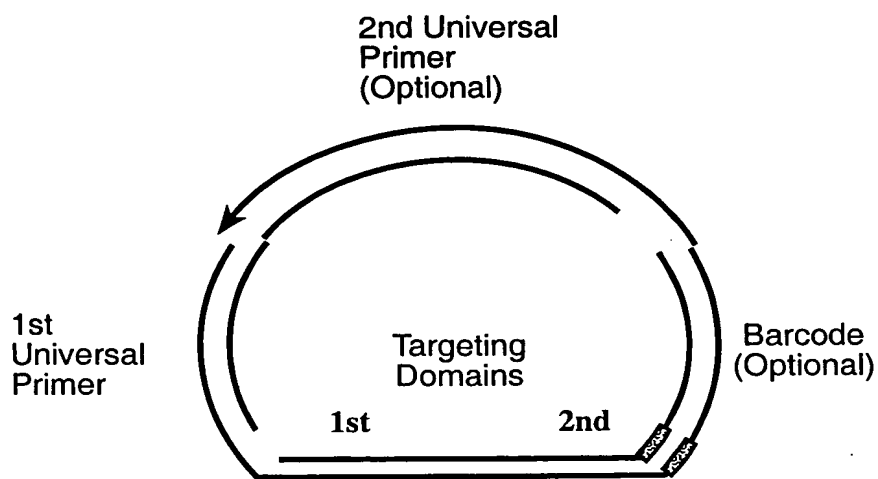 2nd Universal
Primer
(Optional)
1st
Universal
Primer
Targeting
Domains
1st
2nd
Barcode
(Optional)